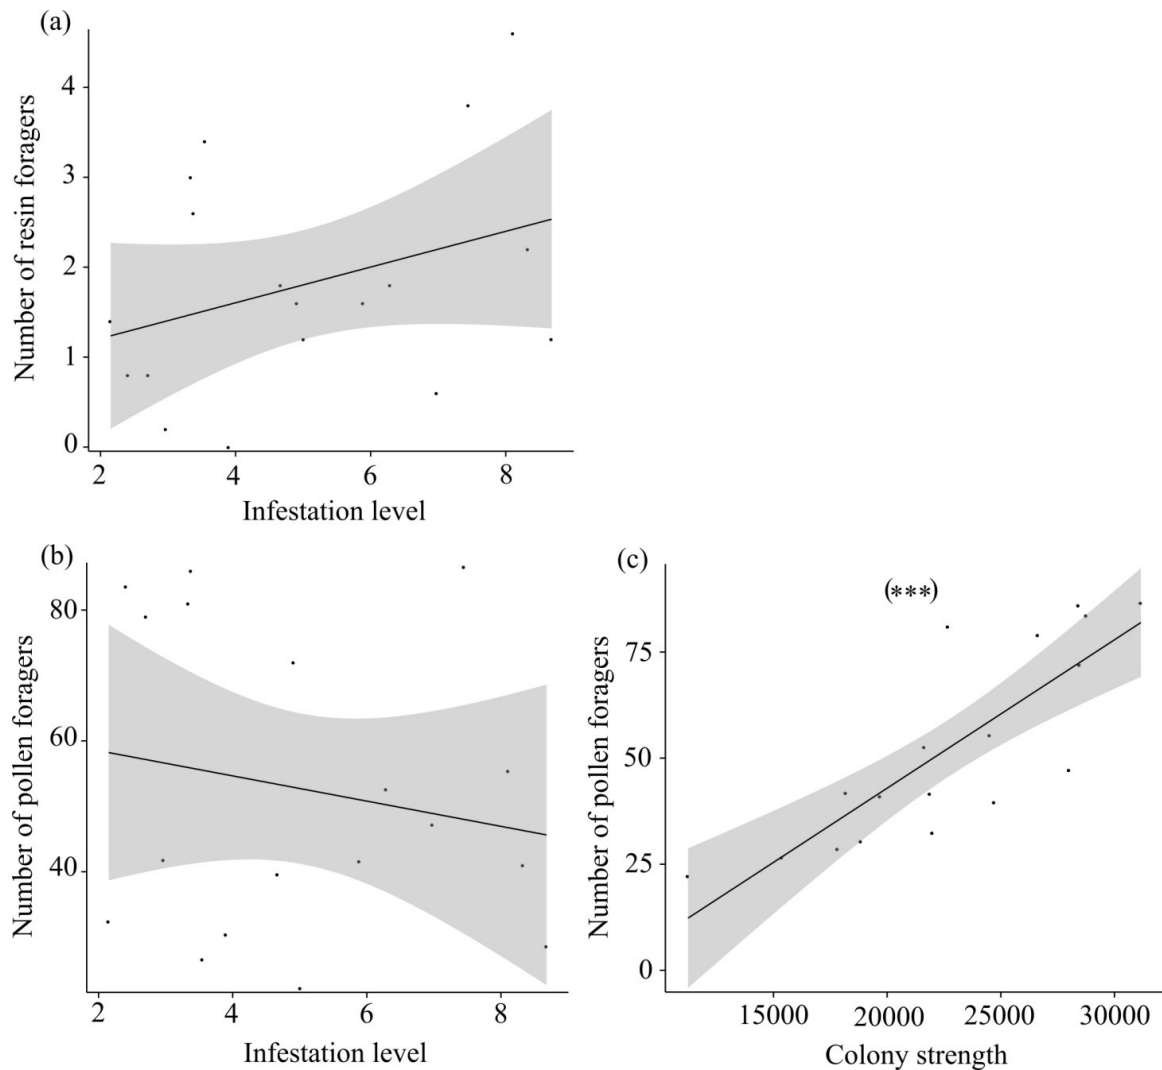 (a)
Number of resin foragers
4
3
2
1
0
2 4 6 8
Infestation level
(b)
Number of pollen foragers
80
60
40
2 4 6 8
Infestation level
(c)
(***)
Number of pollen foragers
75
50
25
0
15000 20000 25000 30000
Colony strength